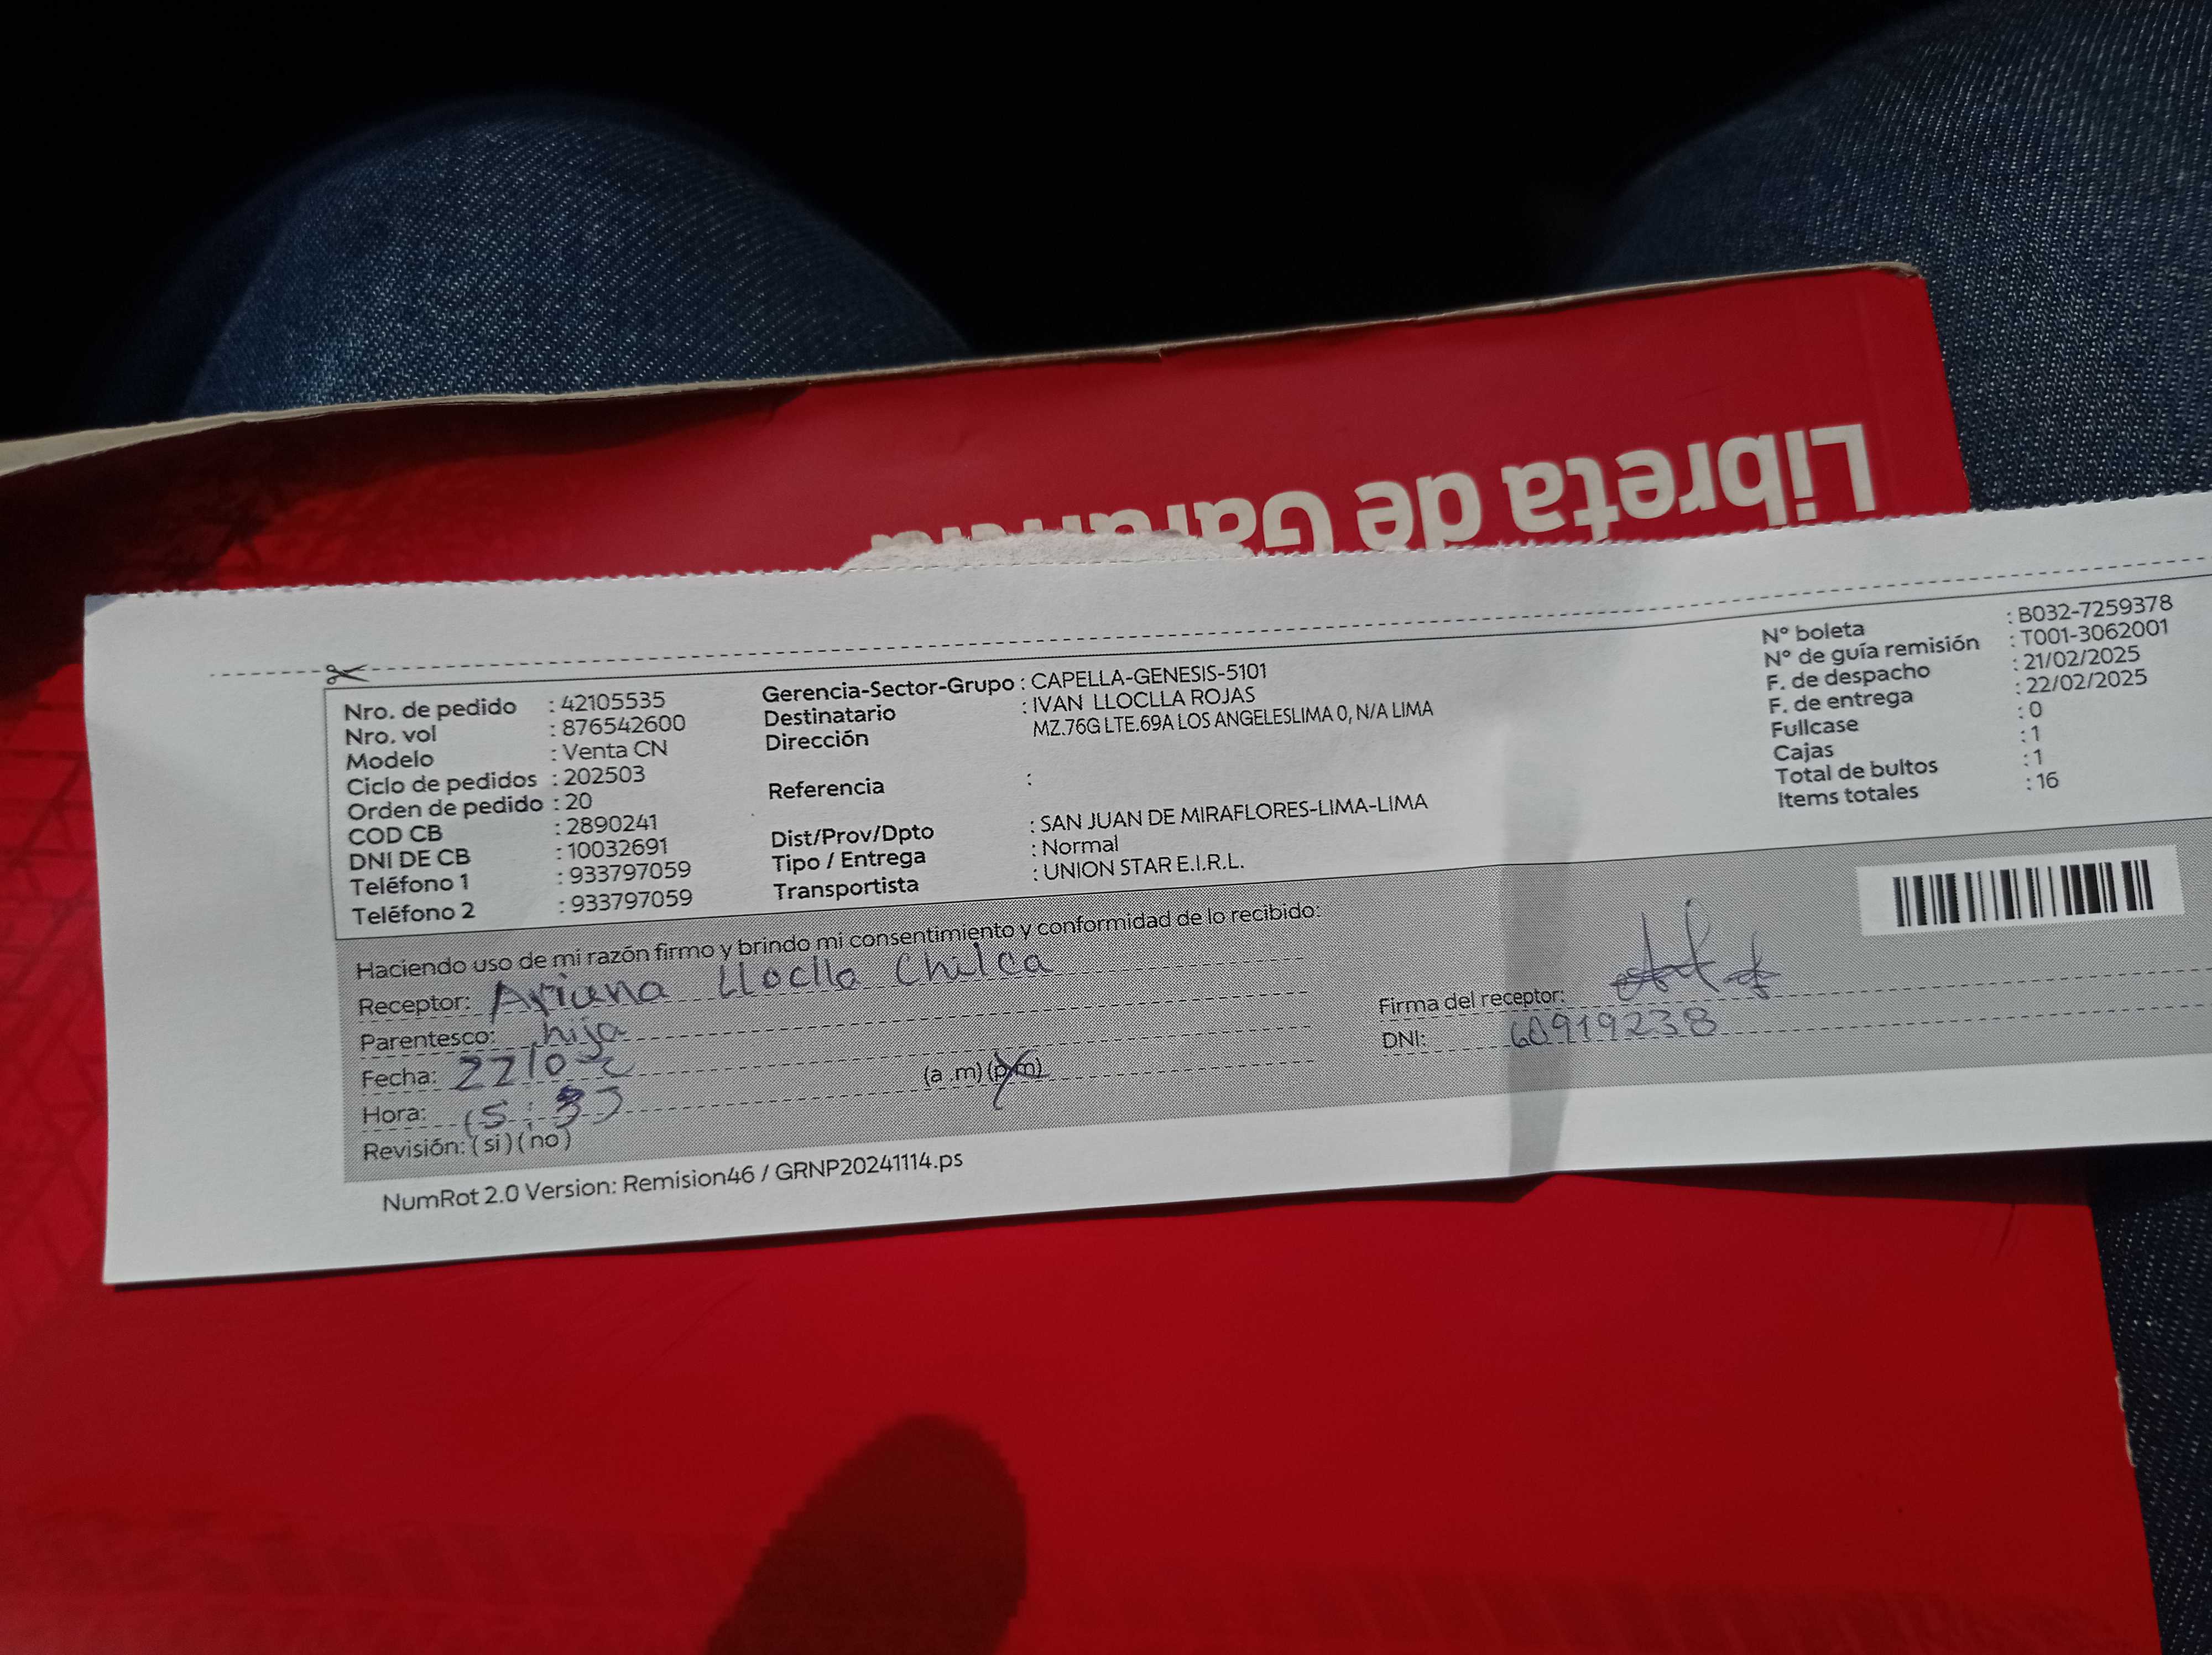 Libreta de Garantía
Nro. de pedido : 42105535
Nro. vol : 876542600
Modelo : Venta CN
Ciclo de pedidos : 202503
Orden de pedido : 20
COD CB : 2890241
DNI DE CB : 10032691
Teléfono 1 : 933797059
Teléfono 2 : 933797059
Gerencia-Sector-Grupo : CAPELLA-GENESIS-5101
Destinatario : IVAN LLOCLLA ROJAS
Dirección MZ.76G LTE.69A LOS ANGELESLIMA 0, N/A LIMA
Referencia :
Dist/Prov/Dpto : SAN JUAN DE MIRAFLORES-LIMA-LIMA
Tipo / Entrega : Normal
Transportista : UNION STAR E.I.R.L.
N° boleta : B032-7259378
N° de guía remisión : T001-3062001
F. de despacho : 21/02/2025
F. de entrega : 22/02/2025
Fullcase : 0
Cajas : 1
Total de bultos : 1
Items totales : 16
Haciendo uso de mi razón firmo y brindo mi consentimiento y conformidad de lo recibido:
Receptor: Ariana Lloclla Chilca
Parentesco: hija
Fecha: 22/02
Hora: (a .m) (p.m)
Revisión: (si) (no)
Firma del receptor:
DNI: 60919238
NumRot 2.0 Version: Remision46 / GRNP20241114.ps